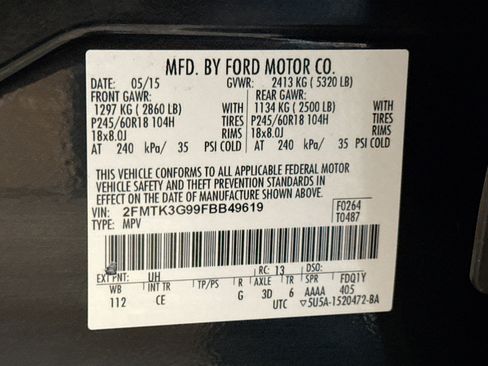 MFD. BY FORD MOTOR CO.
DATE: 05/15 GVWR: 2413 KG ( 5320 LB)
FRONT GAWR: REAR GAWR:
1297 KG ( 2860 LB) WITH 1134 KG ( 2500 LB) WITH
P245/60R18 104H TIRES P245/60R18 104H TIRES
18x8.0J RIMS 18x8.0J RIMS
AT 240 kPa/ 35 PSI COLD AT 240 kPa/ 35 PSI COLD
THIS VEHICLE CONFORMS TO ALL APPLICABLE FEDERAL MOTOR
VEHICLE SAFETY AND THEFT PREVENTION STANDARDS IN
EFFECT ON THE DATE OF MANUFACTURE SHOWN ABOVE.
VIN: 2FMTK3G99FBB49619 F0264
TYPE: MPV T0487
EXT PNT: UH RC: 13 DSO:
WB INT TR TP/PS R AXLE TR SPR FDQ1Y
112 CE G 3D 6 AAAA 405
UTC ▽5U5A-1520472-BA